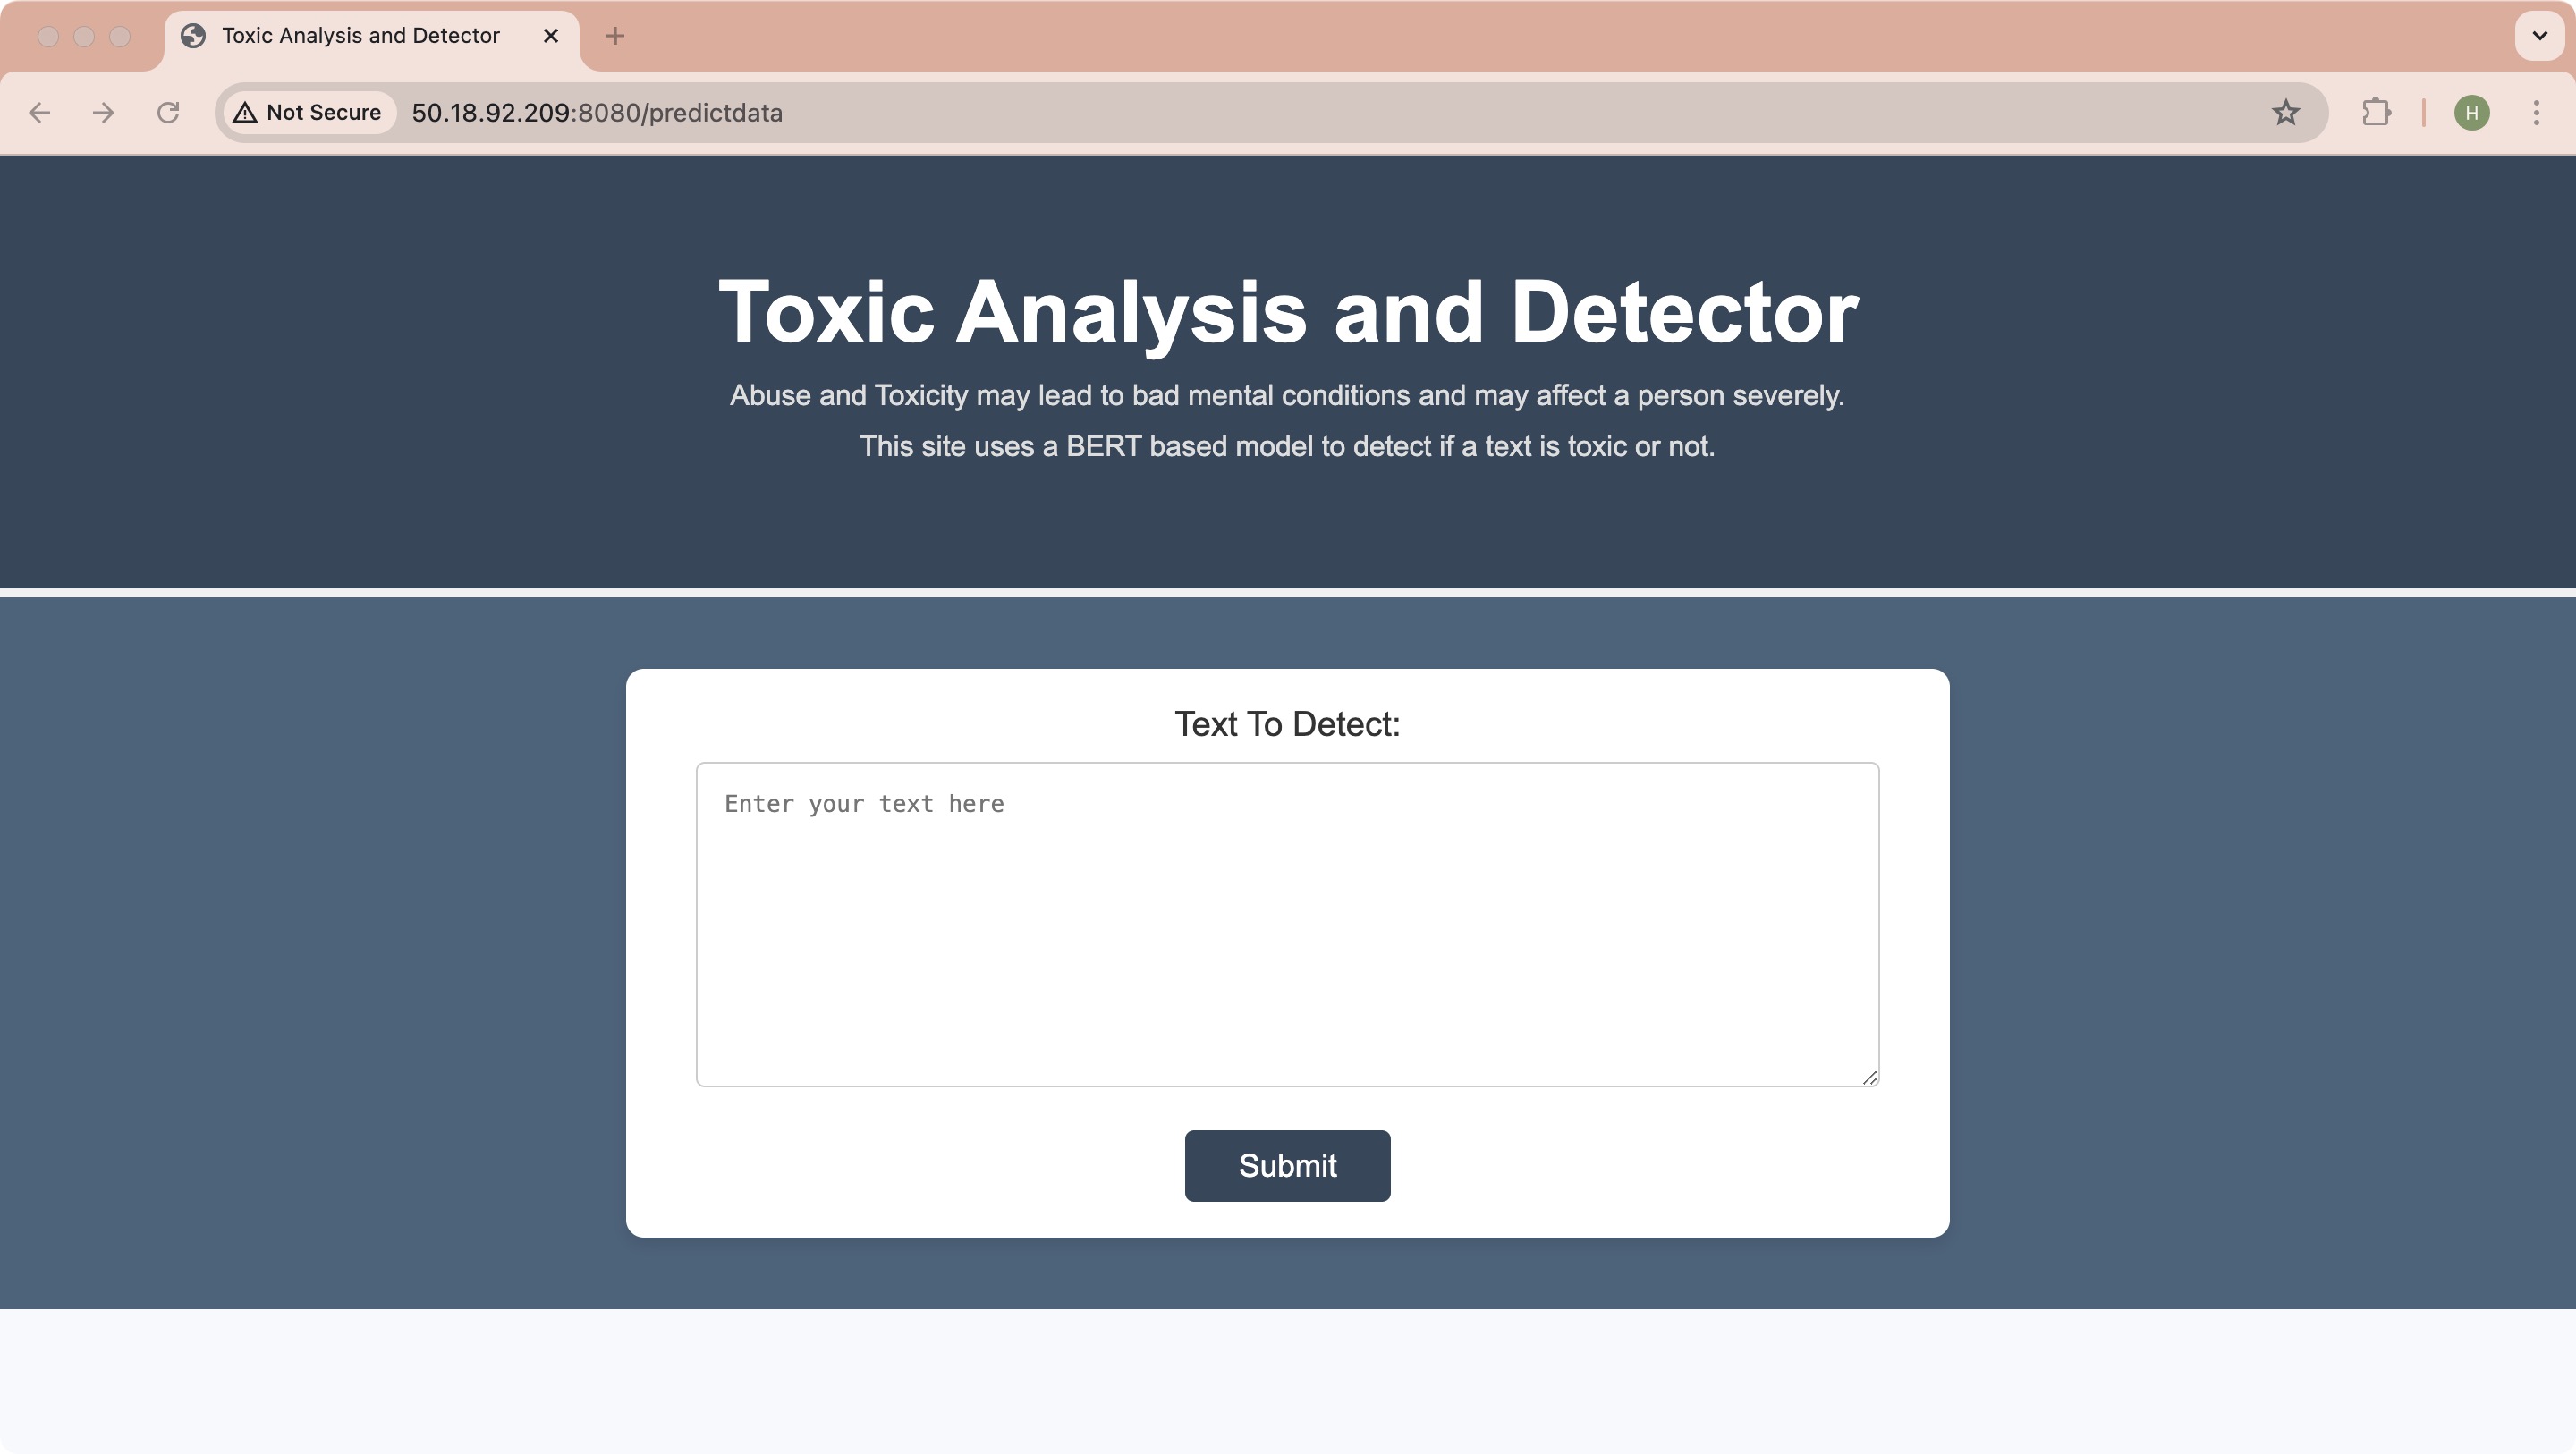 Toxic Analysis and Detector
Not Secure 50.18.92.209:8080/predictdata
H
Toxic Analysis and Detector
Abuse and Toxicity may lead to bad mental conditions and may affect a person severely.
This site uses a BERT based model to detect if a text is toxic or not.
Text To Detect:
Enter your text here
Submit